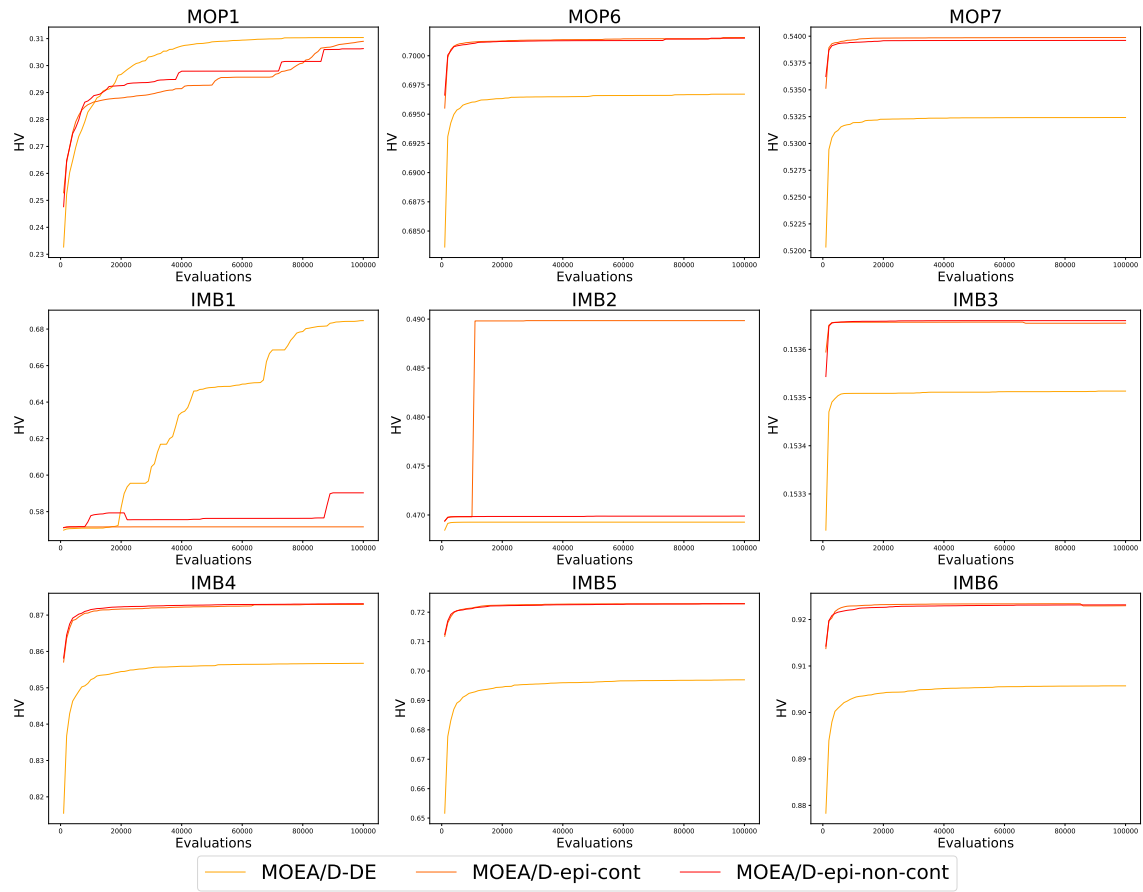 MOP1
MOP6
MOP7
0.31
0.30
0.29
0.28
0.27
0.26
0.25
0.24
0.23
HV
0 20000 40000 60000 80000 100000
Evaluations
0.7000
0.6975
0.6950
0.6925
0.6900
0.6875
0.6850
HV
0 20000 40000 60000 80000 100000
Evaluations
0.5400
0.5375
0.5350
0.5325
0.5300
0.5275
0.5250
0.5225
0.5200
HV
0 20000 40000 60000 80000 100000
Evaluations
IMB1
IMB2
IMB3
0.68
0.66
0.64
0.62
0.60
0.58
HV
0 20000 40000 60000 80000 100000
Evaluations
0.490
0.485
0.480
0.475
0.470
HV
0 20000 40000 60000 80000 100000
Evaluations
0.1536
0.1535
0.1534
0.1533
HV
0 20000 40000 60000 80000 100000
Evaluations
IMB4
IMB5
IMB6
0.87
0.86
0.85
0.84
0.83
0.82
HV
0 20000 40000 60000 80000 100000
Evaluations
0.72
0.71
0.70
0.69
0.68
0.67
0.66
0.65
HV
0 20000 40000 60000 80000 100000
Evaluations
0.92
0.91
0.90
0.89
0.88
HV
0 20000 40000 60000 80000 100000
Evaluations
MOEA/D-DE MOEA/D-epi-cont MOEA/D-epi-non-cont